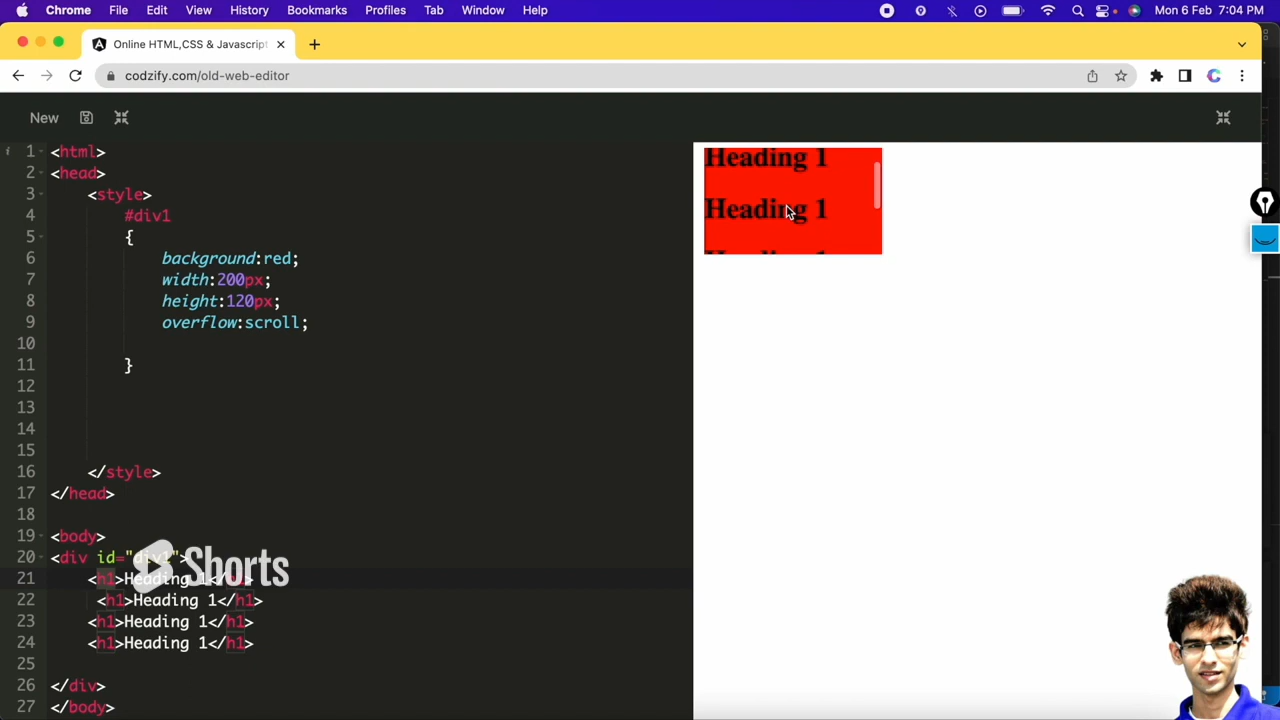 Chrome File Edit View History Bookmarks Profiles Tab Window Help Mon 6 Feb 7:04 PM
Online HTML,CSS & Javascript
codzify.com/old-web-editor
New
1 <html>
2 <head>
3 <style>
4 #div1
5 {
6 background:red;
7 width:200px;
8 height:120px;
9 overflow:scroll;
10
11 }
12
13
14
15
16 </style>
17 </head>
18
19 <body>
20 <div id="div1">
21 <h1>Heading 1</h1>
22 <h1>Heading 1</h1>
23 <h1>Heading 1</h1>
24 <h1>Heading 1</h1>
25
26 </div>
27 </body>
Shorts
Heading 1
Heading 1
Heading 1